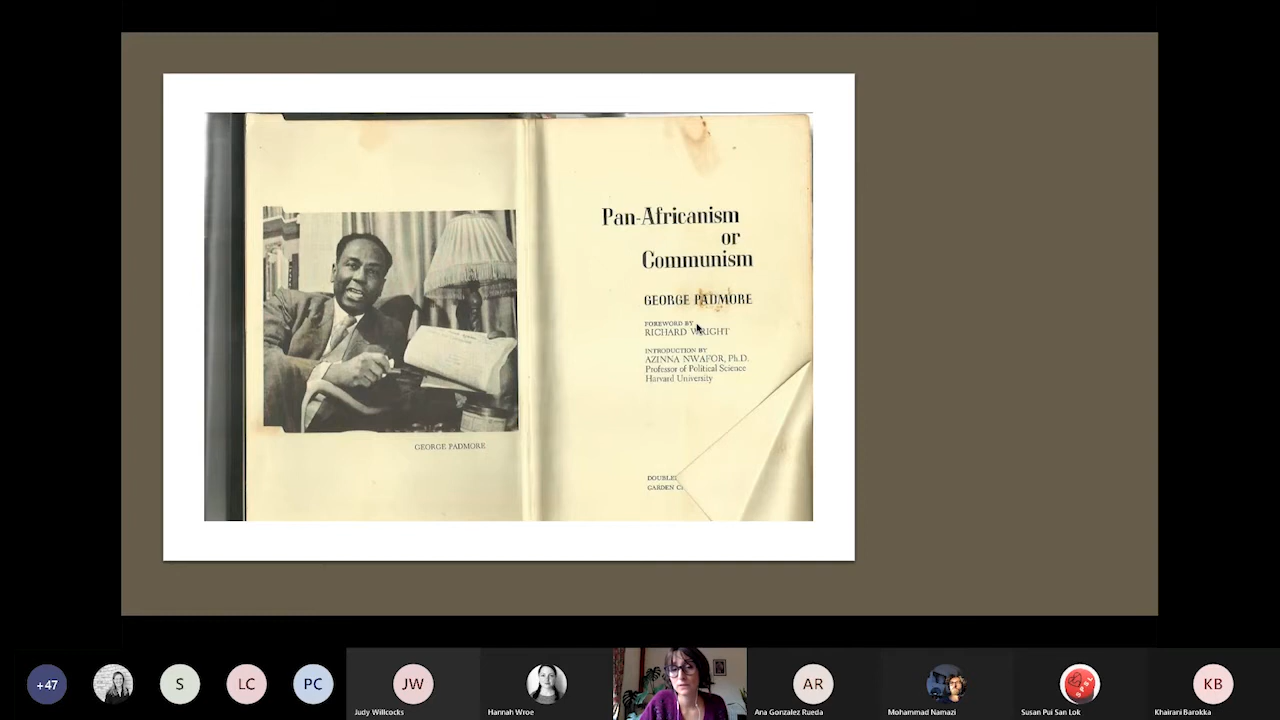 Pan-Africanism
or
Communism
GEORGE PADMORE
FOREWORD BY
RICHARD WRIGHT
INTRODUCTION BY
AZINNA NWAFOR, Ph.D.
Professor of Political Science
Harvard University
GEORGE PADMORE
DOUBLE
GARDEN C
+47
S
LC
PC
JW
Judy Willcocks
Hannah Wroe
AR
Ana Gonzalez Rueda
Mohammad Namazi
Susan Pui San Lok
KB
Khairani Barokka